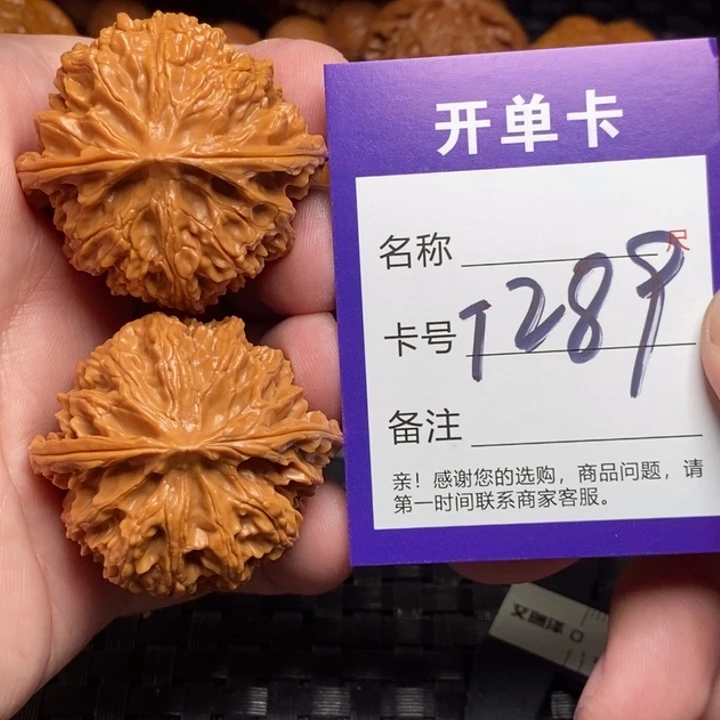 开单卡
名称
尺
卡号 1289
备注
亲！感谢您的选购，商品问题，请
第一时间联系商家客服。